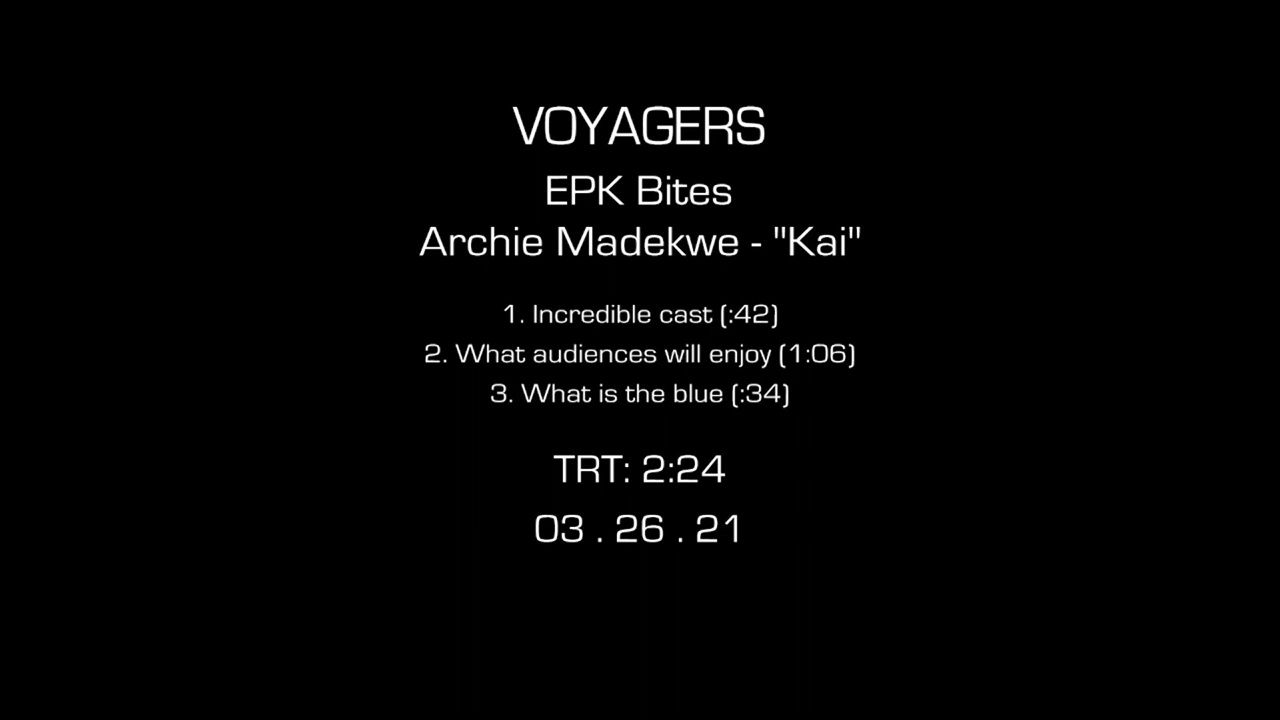 VOYAGERS
EPK Bites
Archie Madekwe - "Kai"
1. Incredible cast (:42)
2. What audiences will enjoy (1:06)
3. What is the blue (:34)
TRT: 2:24
03 . 26 . 21